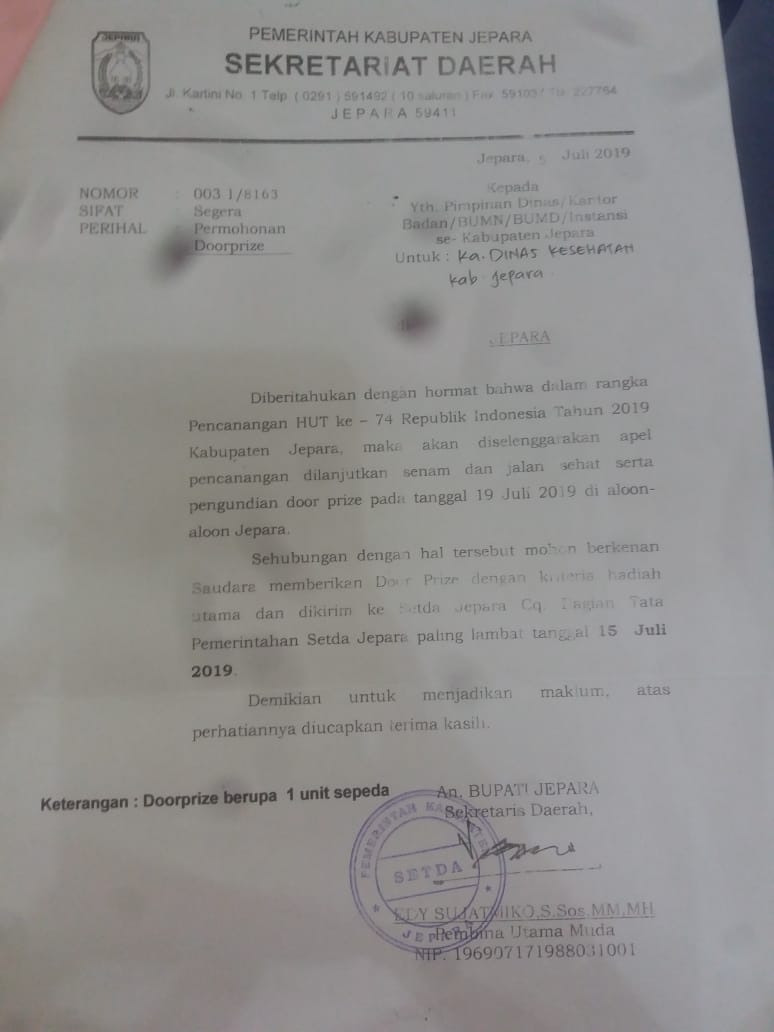 JEPARA
PEMERINTAH KABUPATEN JEPARA
SEKRETARIAT DAERAH
Jl. Kartini No. 1 Telp. ( 0291 ) 591492 ( 10 saluran ) Fax. 59103
JEPARA 59411
Jepara, 5 Juli 2019
NOMOR : 003 1/8163
SIFAT : Segera
PERIHAL : Permohonan
Doorprize
Kepada
Yth. Pimpinan Dinas/Kantor
Badan/BUMN/BUMD/Instansi
se- Kabupaten Jepara
Untuk : Ka. DINAS KESEHATAN
kab Jepara
JEPARA
Diberitahukan dengan hormat bahwa dalam rangka
Pencanangan HUT ke – 74 Republik Indonesia Tahun 2019
Kabupaten Jepara, maka akan diselenggarakan apel
pencanangan dilanjutkan senam dan jalan sehat serta
pengundian door prize pada tanggal 19 Juli 2019 di aloon-
aloon Jepara.
Sehubungan dengan hal tersebut mohon berkenan
Saudara memberikan Door Prize dengan kriteria hadiah
utama dan dikirim ke Setda Jepara Cq. Bagian Tata
Pemerintahan Setda Jepara paling lambat tanggal 15 Juli
2019.
Demikian untuk menjadikan maklum, atas
perhatiannya diucapkan terima kasih.
Keterangan : Doorprize berupa 1 unit sepeda
An. BUPATI JEPARA
Sekretaris Daerah,
PEMERINTAH KABUPATEN
SETDA
JEPARA
EDY SUJATMIKO,S.Sos,MM,MH
Pembina Utama Muda
NIP. 196907171988031001